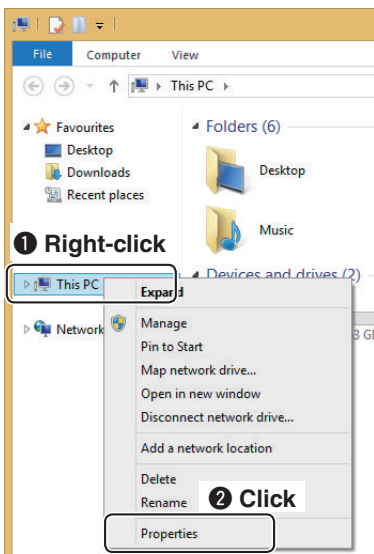 File Computer View
This PC
Favourites
Desktop
Downloads
Recent places
Folders (6)
Desktop
Music
❶ Right-click
Devices and drives (2)
This PC
Network
Expand
Manage
Pin to Start
Map network drive...
Open in new window
Disconnect network drive...
Add a network location
Delete
Rename
❷ Click
Properties